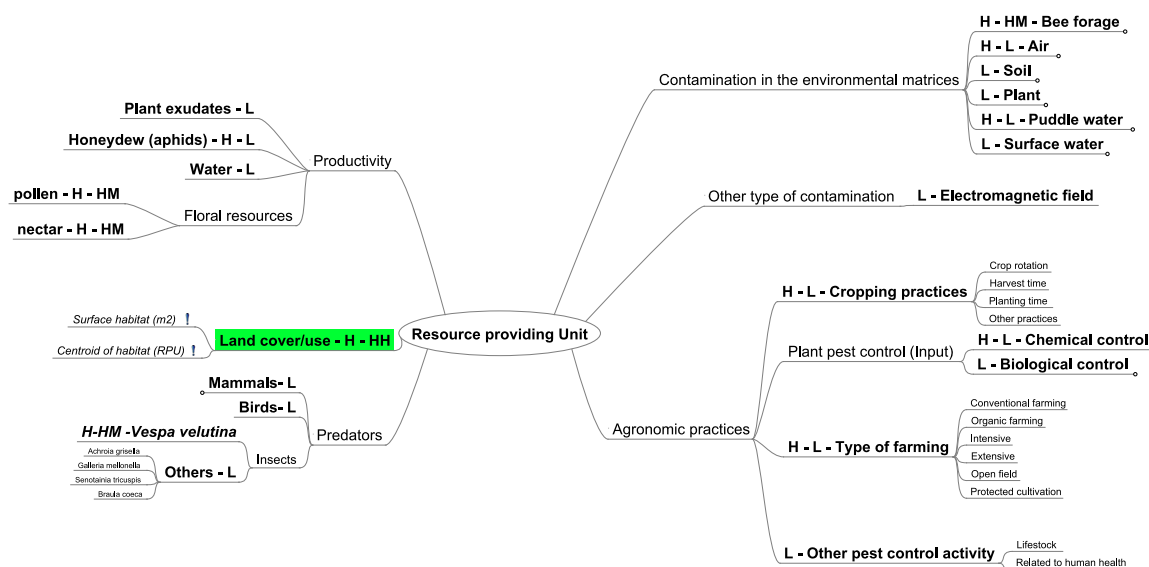 Resource providing Unit
Productivity
Plant exudates - L
Honeydew (aphids) - H - L
Water - L
Floral resources
pollen - H - HM
nectar - H - HM
Land cover/use - H - HH
Surface habitat (m2)
Centroid of habitat (RPU)
Predators
Mammals- L
Birds- L
Insects
H-HM -Vespa velutina
Others - L
Achroia grisella
Galleria mellonella
Senotainia tricuspis
Braula coeca
Contamination in the environmental matrices
H - HM - Bee forage
H - L - Air
L - Soil
L - Plant
H - L - Puddle water
L - Surface water
Other type of contamination
L - Electromagnetic field
Agronomic practices
H - L - Cropping practices
Crop rotation
Harvest time
Planting time
Other practices
Plant pest control (Input)
H - L - Chemical control
L - Biological control
H - L - Type of farming
Conventional farming
Organic farming
Intensive
Extensive
Open field
Protected cultivation
L - Other pest control activity
Lifestock
Related to human health